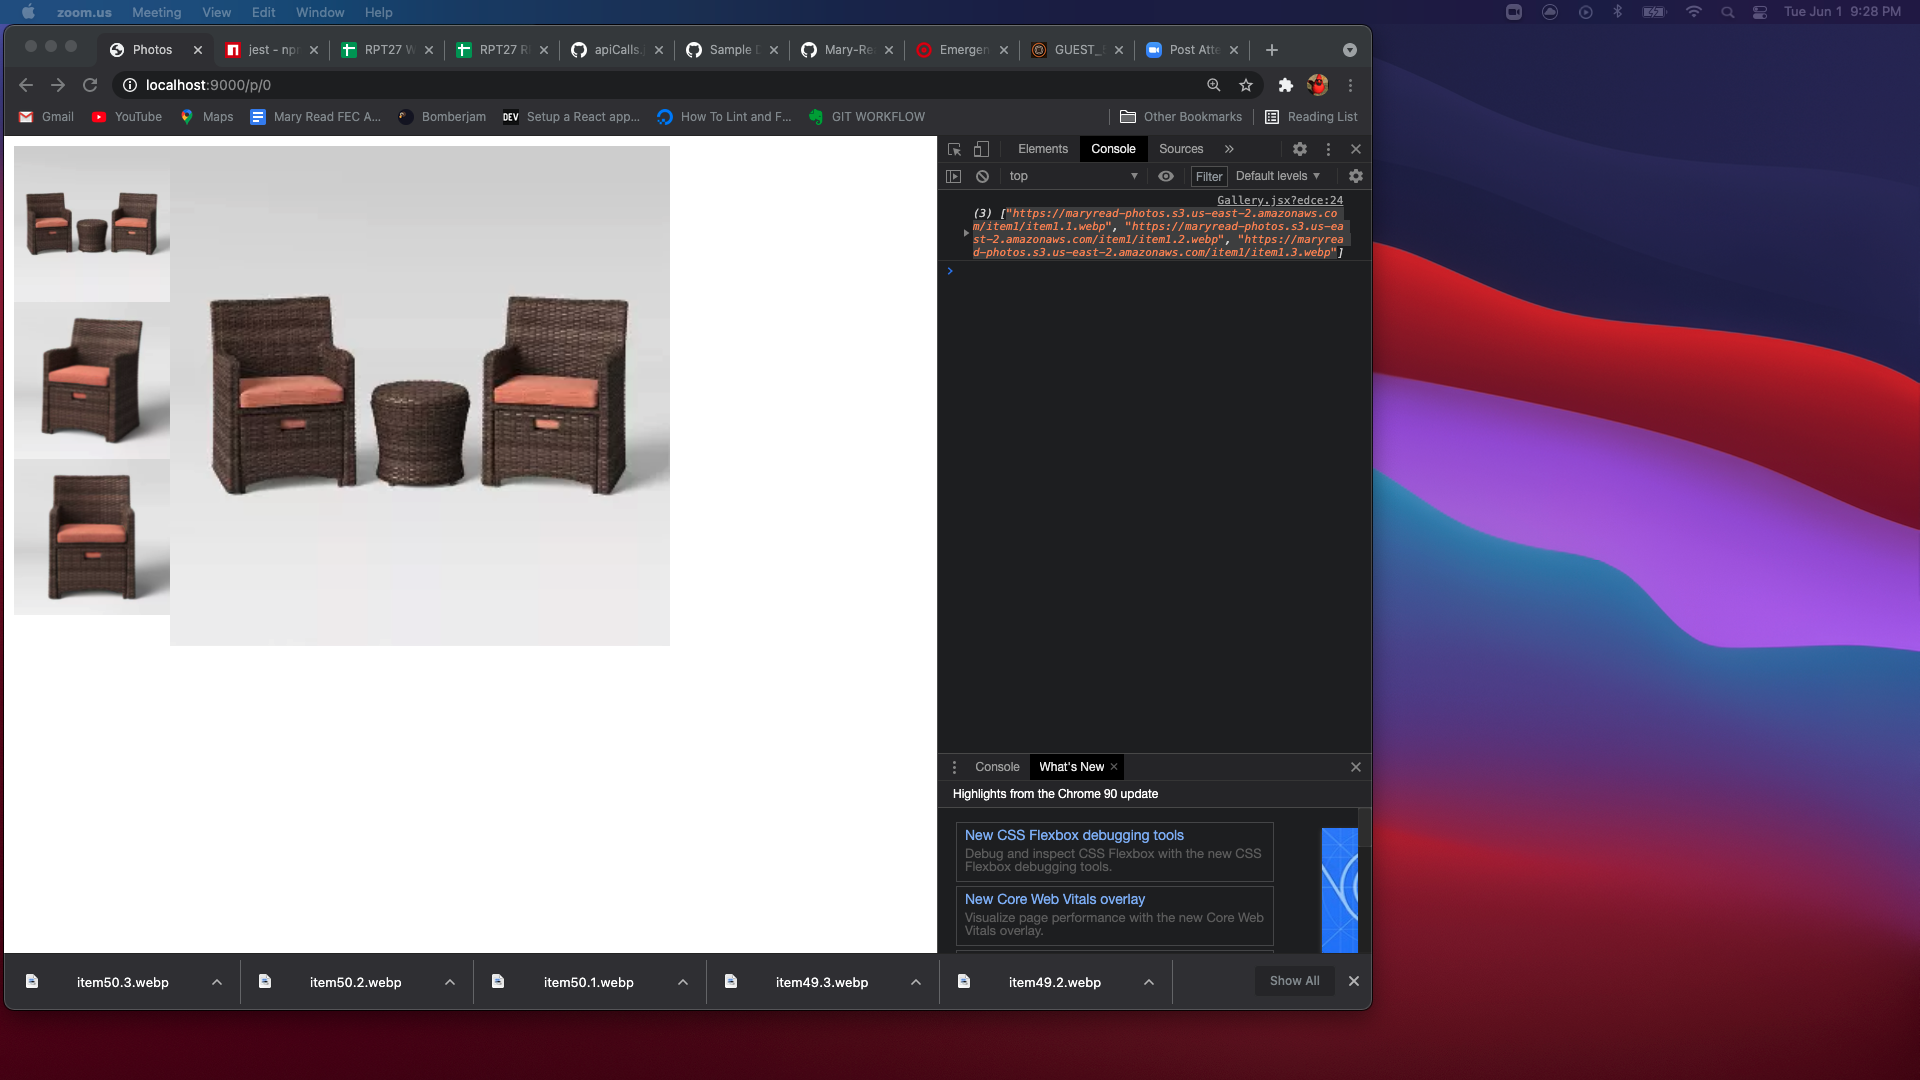 zoom.us Meeting View Edit Window Help Tue Jun 1 9:28 PM
Photos jest - np RPT27 W RPT27 R apiCalls. Sample Mary-Re Emergen GUEST_ Post Atte
localhost:9000/p/0
Gmail YouTube Maps Mary Read FEC A... Bomberjam DEV Setup a React app... How To Lint and F... GIT WORKFLOW Other Bookmarks Reading List
Elements Console Sources »
top Filter Default levels
Gallery.jsx?edce:24
(3) ["https://maryread-photos.s3.us-east-2.amazonaws.co
m/item1/item1.1.webp", "https://maryread-photos.s3.us-ea
st-2.amazonaws.com/item1/item1.2.webp", "https://maryrea
d-photos.s3.us-east-2.amazonaws.com/item1/item1.3.webp"]
Console What's New
Highlights from the Chrome 90 update
New CSS Flexbox debugging tools
Debug and inspect CSS Flexbox with the new CSS
Flexbox debugging tools.
New Core Web Vitals overlay
Visualize page performance with the new Core Web
Vitals overlay.
item50.3.webp item50.2.webp item50.1.webp item49.3.webp item49.2.webp Show All